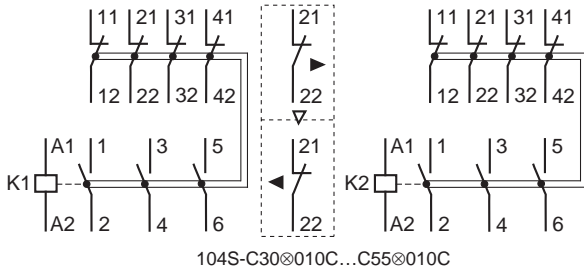 11 21 31 41 21 11 21 31 41
12 22 32 42 22 12 22 32 42
A1 1 3 5 21 A1 1 3 5
K1 K2
A2 2 4 6 22 A2 2 4 6
104S-C30⊗010C...C55⊗010C